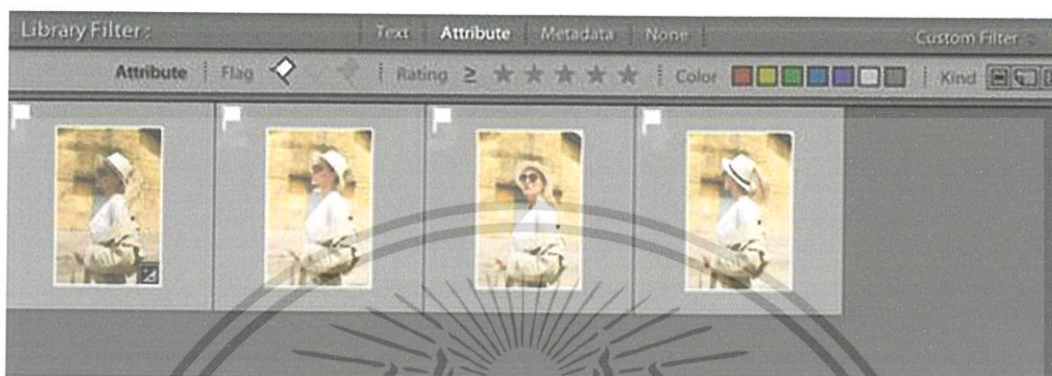 Library Filter :   Text   Attribute   Metadata   None   Custom Filter
Attribute   Flag   Rating ≥ ★ ★ ★ ★ ★   Color   Kind